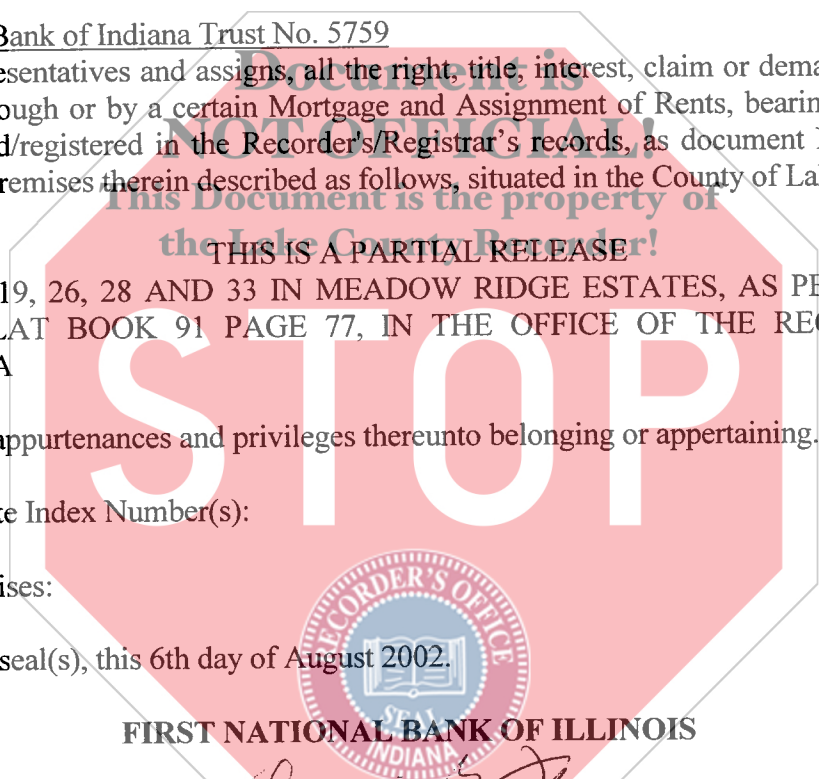 Bank of Indiana Trust No. 5759
esentatives and assigns, all the right, title, interest, claim or dema
ough or by a certain Mortgage and Assignment of Rents, bearin
d/registered in the Recorder's/Registrar's records, as document
remises therein described as follows, situated in the County of La
Document is
NOT OFFICIAL!
This Document is the property of
the Lake County Recorder!
THIS IS A PARTIAL RELEASE
19, 26, 28 AND 33 IN MEADOW RIDGE ESTATES, AS PE
LAT BOOK 91 PAGE 77, IN THE OFFICE OF THE REC
A
STOP
appurtenances and privileges thereunto belonging or appertaining.
te Index Number(s):
ises:
seal(s), this 6th day of August 2002.
RECORDER'S OFFICE
SEAL
INDIANA
FIRST NATIONAL BANK OF ILLINOIS